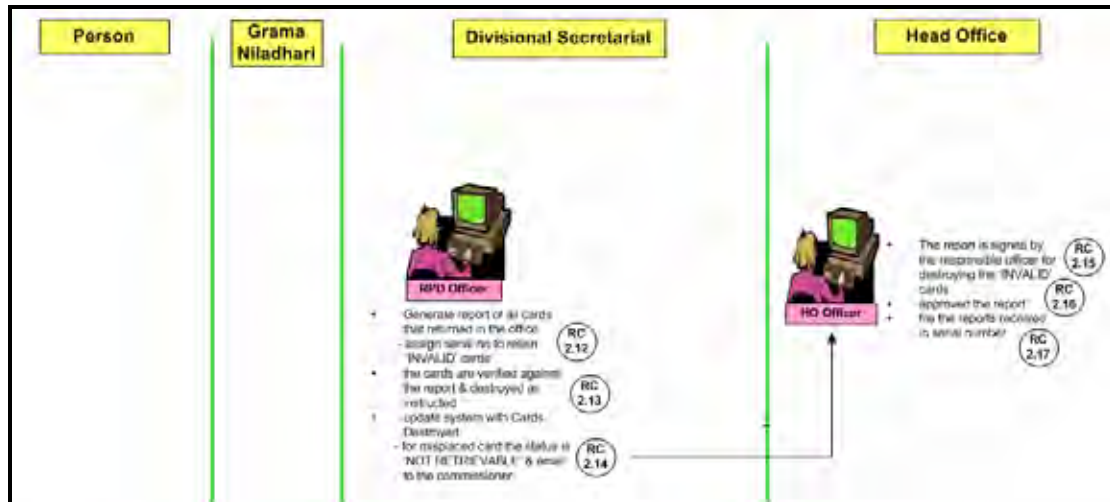 Person
Grama
Niladhari
Divisional Secretariat
Head Office
RPD Officer
Generate report of all Cards
that returned in the office
- assign serial no to retain
'INVALID' cards
RC
2.12
the cards are verified against
the report & destroyed as
instructed
RC
2.13
update system with Cards
Destroyed
- for misplaced card the status is
'NOT RETRIEVABLE' & email
to the commissioner
RC
2.14
HO Officer
The report is signed by
the responsible officer for
destroying the 'INVALID'
cards
RC
2.15
approved the report
RC
2.16
file the reports received
in serial number
RC
2.17